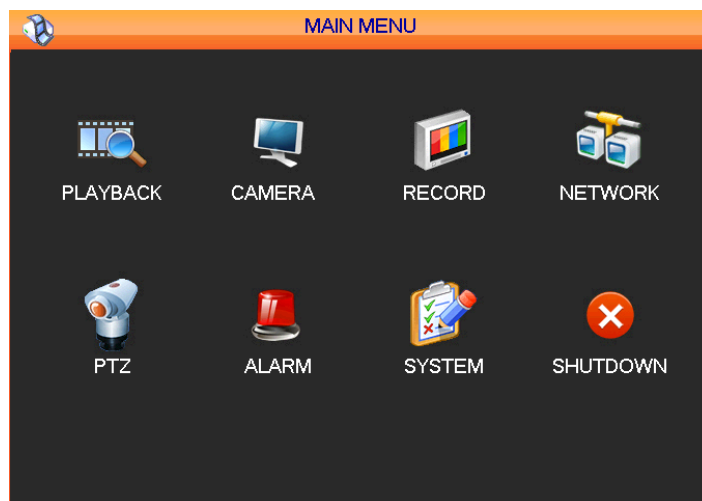 MAIN MENU
PLAYBACK CAMERA RECORD NETWORK
PTZ ALARM SYSTEM SHUTDOWN